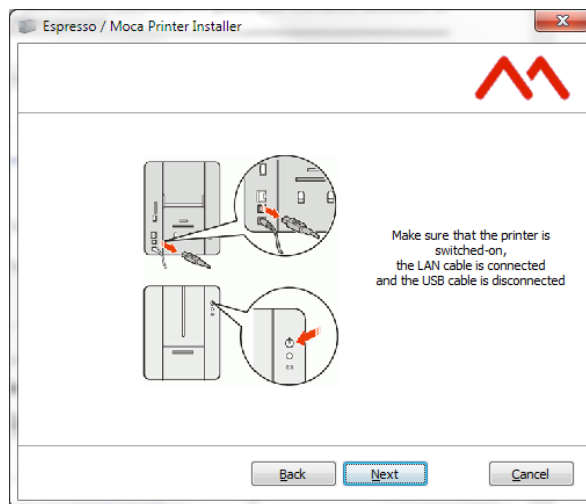 Espresso / Moca Printer Installer
Make sure that the printer is
switched-on,
the LAN cable is connected
and the USB cable is disconnected
Back
Next
Cancel